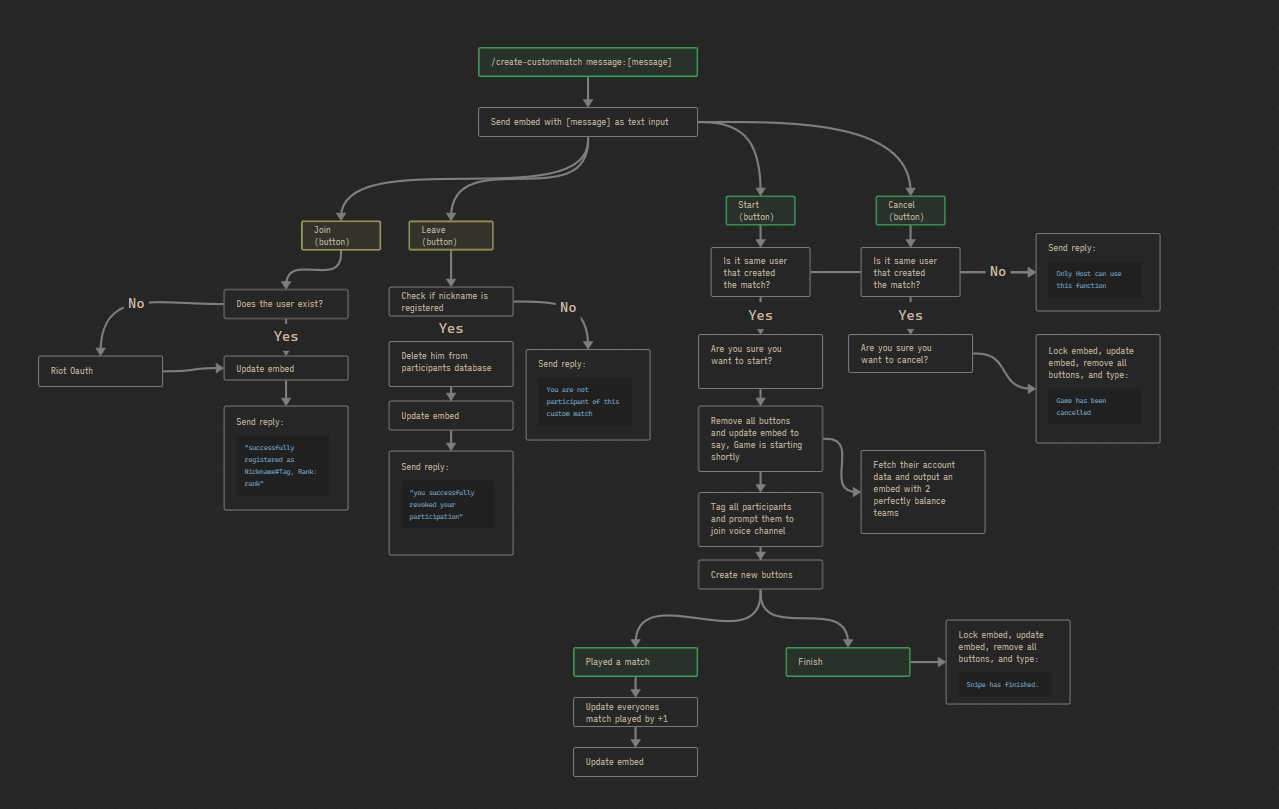 /create-custommatch message:[message]
Send embed with [message] as text input
Join
(button)
Leave
(button)
Start
(button)
Cancel
(button)
Does the user exist?
No
Yes
Riot Oauth
Update embed
Send reply:
"successfully
registered as
Nickname#Tag, Rank:
rank"
Check if nickname is
registered
No
Yes
Delete him from
participants database
Update embed
Send reply:
"you successfully
revoked your
participation"
Send reply:
You are not
participant of this
custom match
Is it same user
that created
the match?
Yes
Are you sure you
want to start?
Remove all buttons
and update embed to
say, Game is starting
shortly
Fetch their account
data and output an
embed with 2
perfectly balance
teams
Tag all participants
and prompt them to
join voice channel
Create new buttons
Played a match
Update everyones
match played by +1
Update embed
Finish
Lock embed, update
embed, remove all
buttons, and type:
Snipe has finished.
Is it same user
that created
the match?
No
Send reply:
Only Host can use
this function
Yes
Are you sure you
want to cancel?
Lock embed, update
embed, remove all
buttons, and type:
Game has been
cancelled